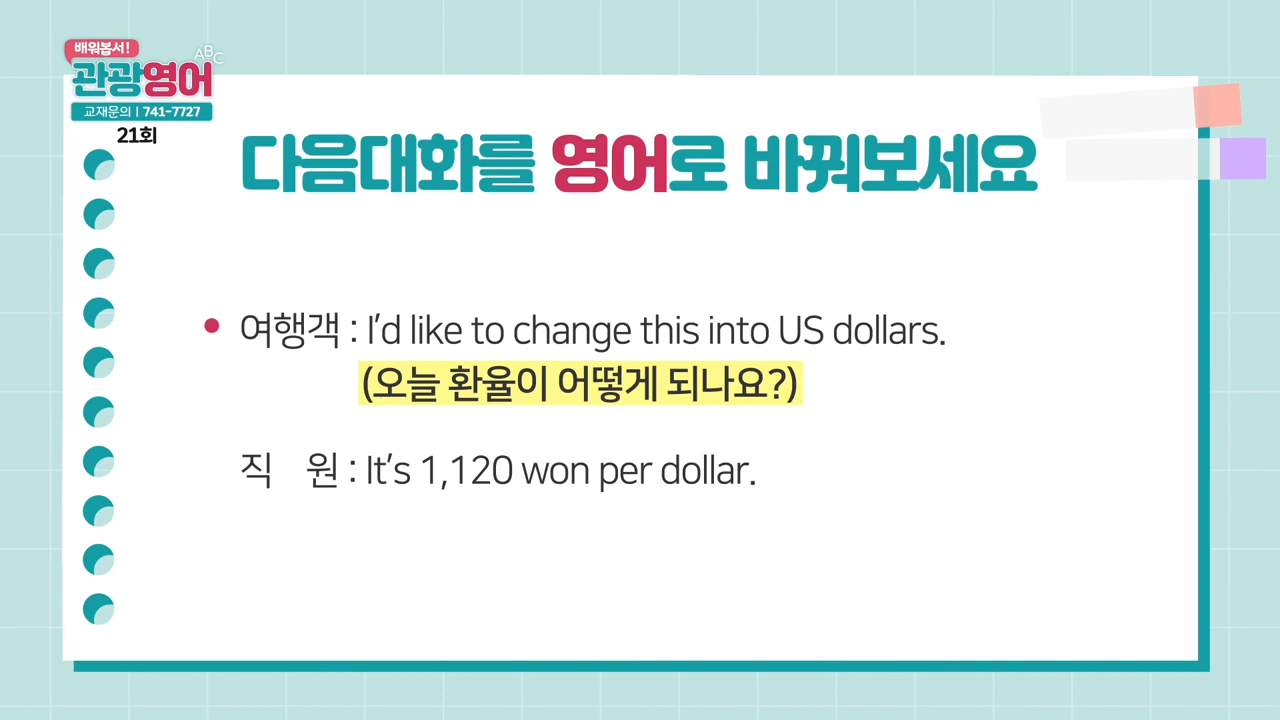 배워봅서!
ABC
관광영어
교재문의 | 741-7727
21회
다음대화를 영어로 바꿔보세요
• 여행객 : I'd like to change this into US dollars.
(오늘 환율이 어떻게 되나요?)
직 원 : It's 1,120 won per dollar.